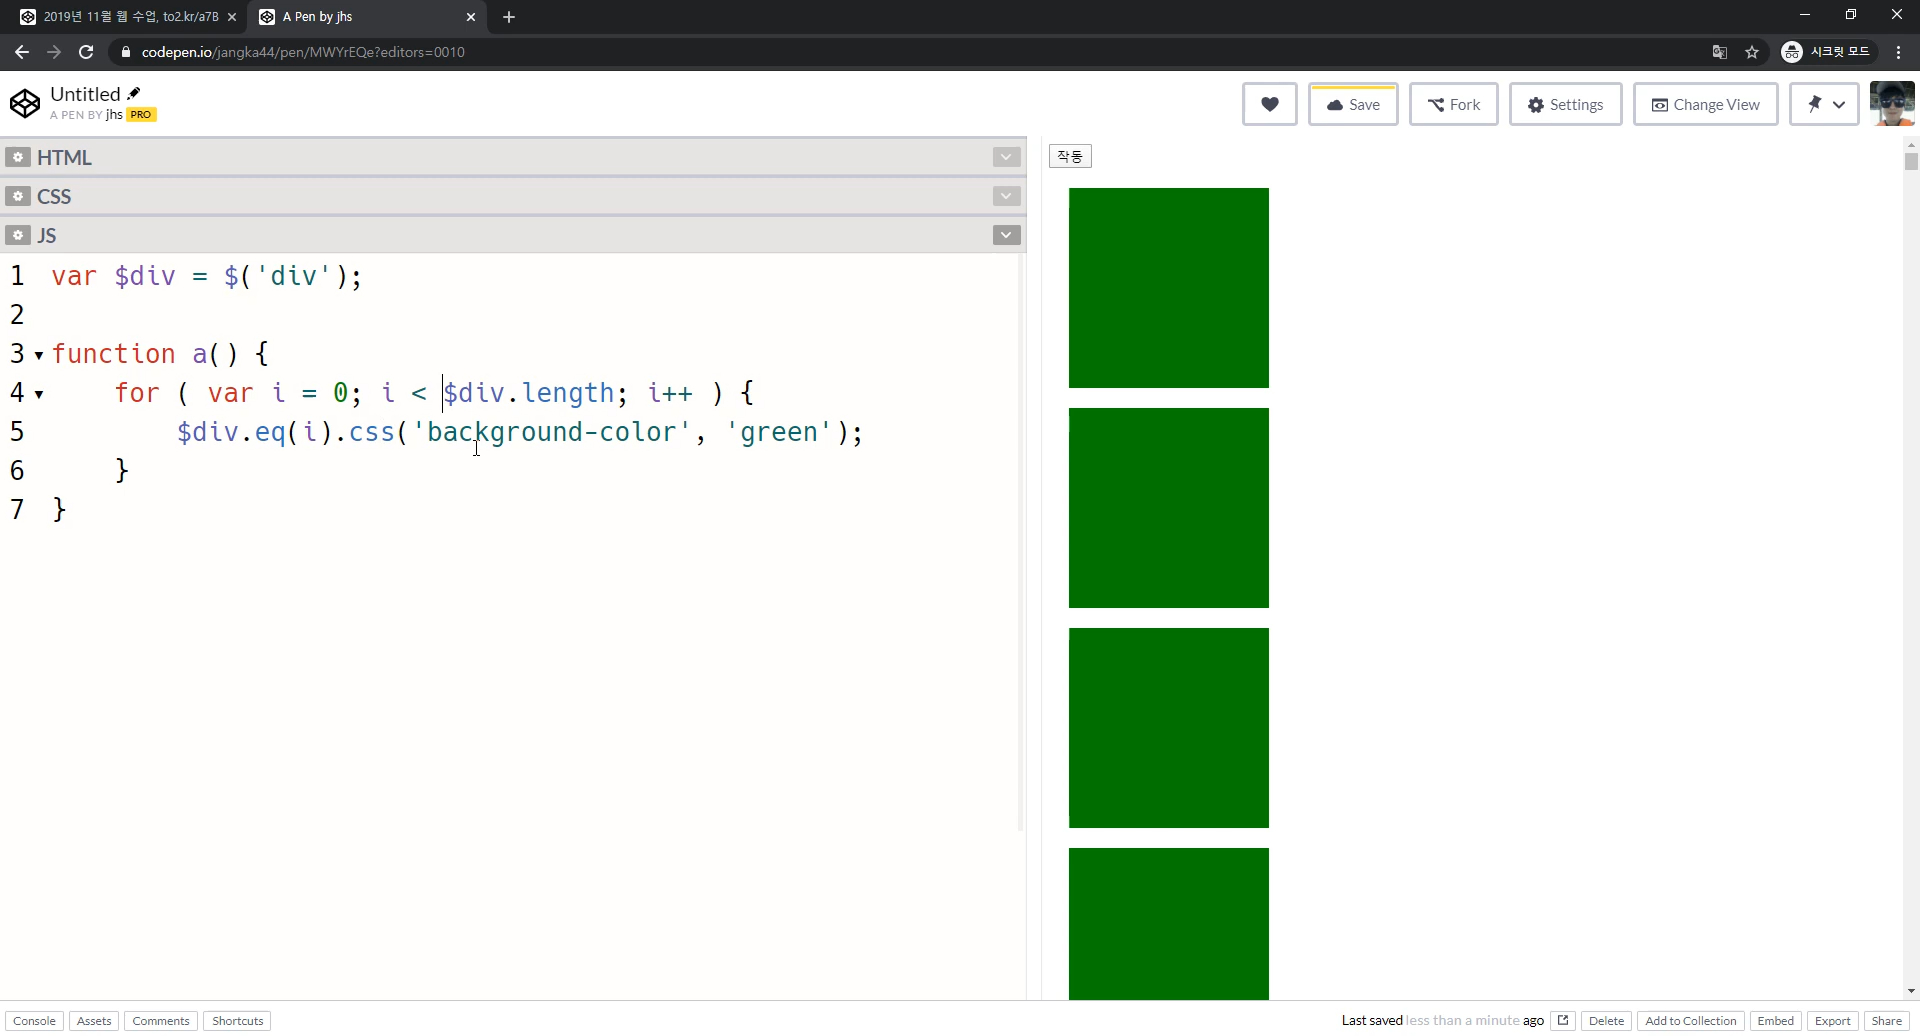 2019년 11월 웹 수업, to2.kr/a7B
A Pen by jhs
codepen.io/jangka44/pen/MWYrEQe?editors=0010
시크릿 모드
Untitled
A PEN BY jhs PRO
Save
Fork
Settings
Change View
HTML
CSS
JS
작동
1 var $div = $('div');
2
3 function a() {
4 for ( var i = 0; i < $div.length; i++ ) {
5 $div.eq(i).css('background-color', 'green');
6 }
7 }
Console
Assets
Comments
Shortcuts
Last saved less than a minute ago
Delete
Add to Collection
Embed
Export
Share